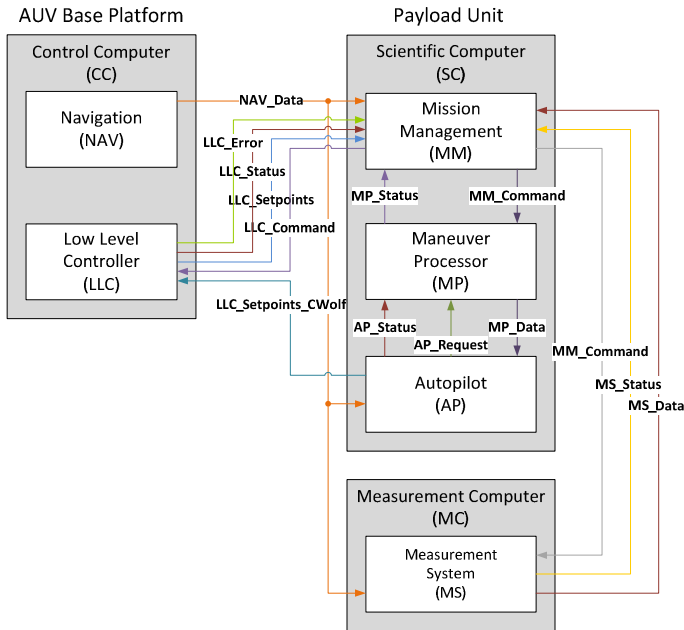 AUV Base Platform
Payload Unit
Control Computer
(CC)
Navigation
(NAV)
Low Level
Controller
(LLC)
Scientific Computer
(SC)
Mission
Management
(MM)
Maneuver
Processor
(MP)
Autopilot
(AP)
Measurement Computer
(MC)
Measurement
System
(MS)
NAV_Data
LLC_Error
LLC_Status
LLC_Setpoints
LLC_Command
LLC_Setpoints_CWolf
MP_Status
MM_Command
AP_Status
AP_Request
MP_Data
MM_Command
MS_Status
MS_Data